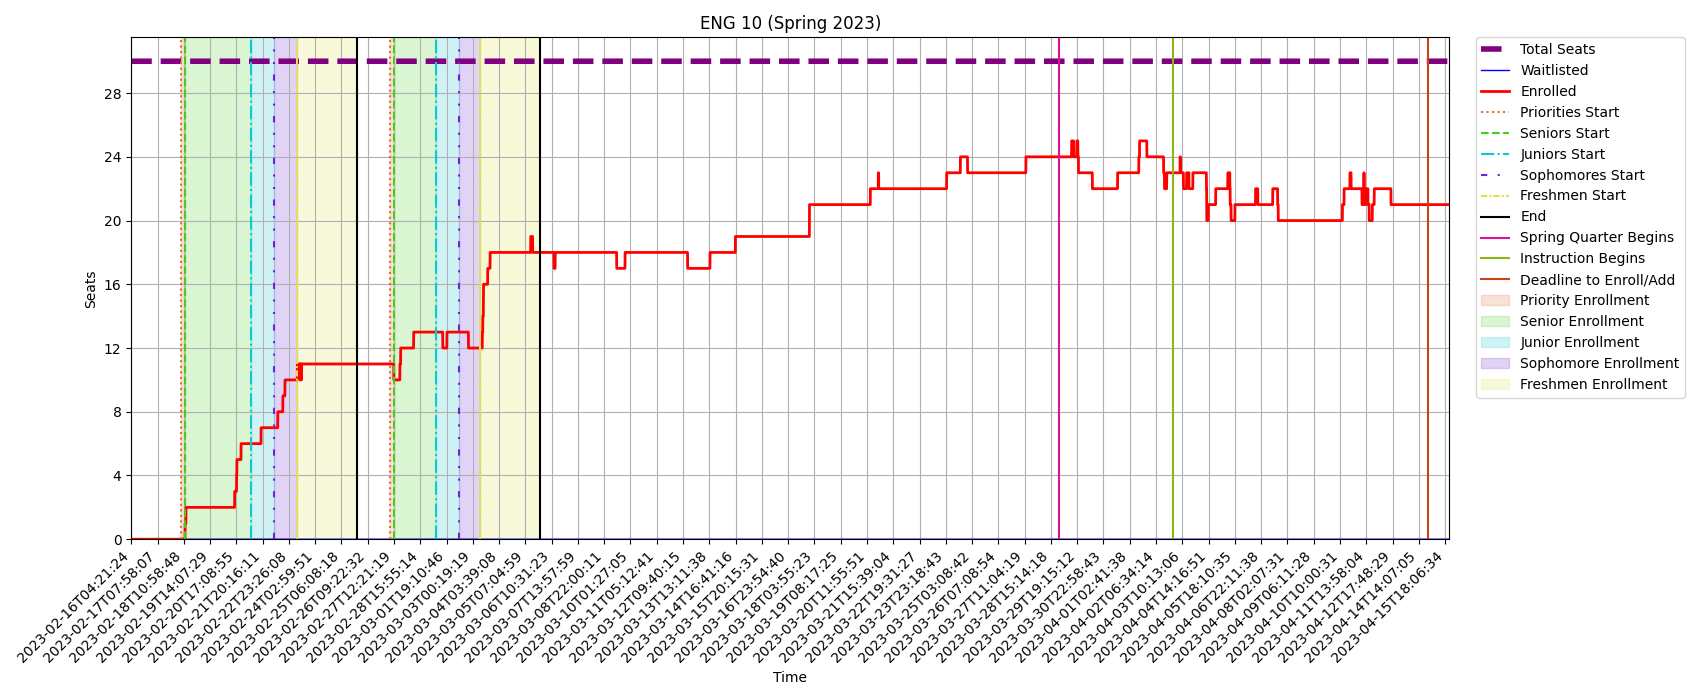 ENG 10 (Spring 2023)
Seats
28
24
20
16
12
8
4
0
2023-02-16T04:21:24
2023-02-17T07:58:07
2023-02-18T10:58:48
2023-02-19T14:07:29
2023-02-20T17:08:55
2023-02-21T20:16:11
2023-02-22T23:26:08
2023-02-24T02:59:51
2023-02-25T06:08:18
2023-02-26T09:22:32
2023-02-27T12:21:19
2023-02-28T15:55:14
2023-03-01T19:10:46
2023-03-02T22:19:19
2023-03-04T03:39:08
2023-03-05T07:04:59
2023-03-06T10:31:23
2023-03-07T13:57:59
2023-03-08T22:00:11
2023-03-10T01:27:05
2023-03-11T05:12:41
2023-03-12T09:40:15
2023-03-13T13:11:38
2023-03-14T16:41:16
2023-03-15T20:15:31
2023-03-16T23:54:40
2023-03-18T03:55:23
2023-03-19T08:17:25
2023-03-20T11:55:51
2023-03-21T15:39:04
2023-03-22T19:31:27
2023-03-23T23:18:43
2023-03-25T03:08:42
2023-03-26T07:08:54
2023-03-27T11:04:19
2023-03-28T15:14:18
2023-03-29T19:15:12
2023-03-30T22:58:43
2023-04-01T02:41:38
2023-04-02T06:34:14
2023-04-03T10:13:06
2023-04-04T14:16:51
2023-04-05T18:10:35
2023-04-06T22:11:38
2023-04-08T02:07:31
2023-04-09T06:11:28
2023-04-10T10:00:31
2023-04-11T13:58:04
2023-04-12T17:48:29
2023-04-14T14:07:05
2023-04-15T18:06:34
Time
Total Seats
Waitlisted
Enrolled
Priorities Start
Seniors Start
Juniors Start
Sophomores Start
Freshmen Start
End
Spring Quarter Begins
Instruction Begins
Deadline to Enroll/Add
Priority Enrollment
Senior Enrollment
Junior Enrollment
Sophomore Enrollment
Freshmen Enrollment